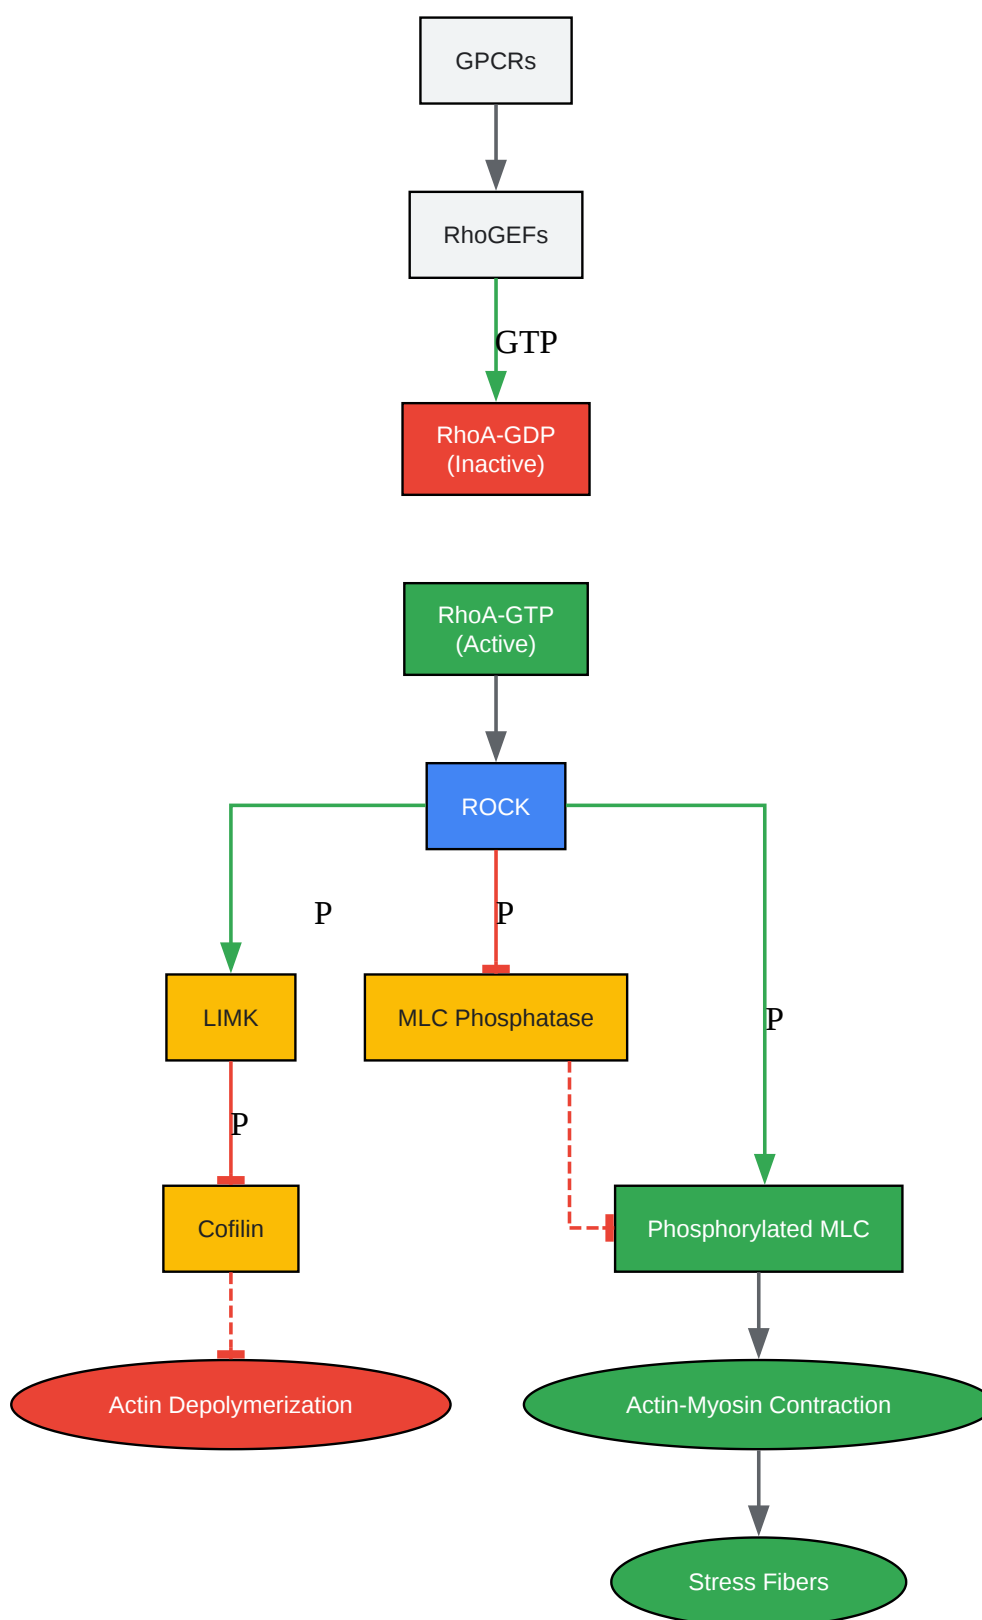 GPCRs
RhoGEFs
GTP
RhoA-GDP
(Inactive)
RhoA-GTP
(Active)
ROCK
P
P
LIMK
MLC Phosphatase
P
P
Cofilin
Phosphorylated MLC
Actin Depolymerization
Actin-Myosin Contraction
Stress Fibers